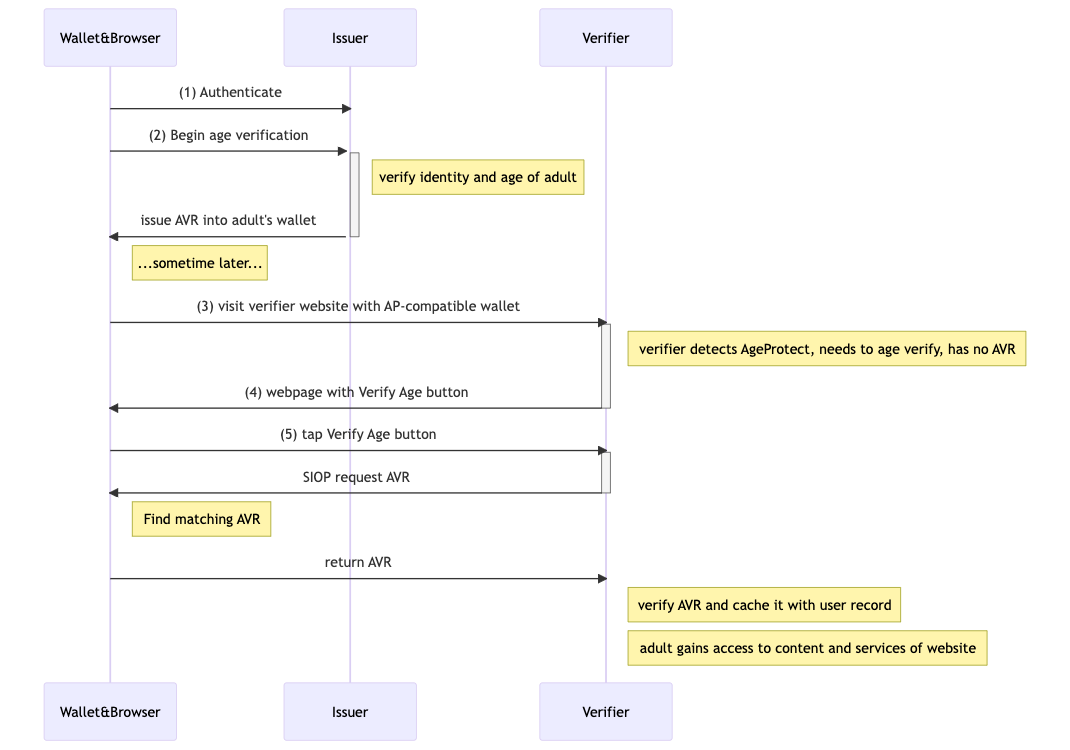 Wallet&Browser
Issuer
Verifier
(1) Authenticate
(2) Begin age verification
verify identity and age of adult
issue AVR into adult's wallet
...sometime later...
(3) visit verifier website with AP-compatible wallet
verifier detects AgeProtect, needs to age verify, has no AVR
(4) webpage with Verify Age button
(5) tap Verify Age button
SIOP request AVR
Find matching AVR
return AVR
verify AVR and cache it with user record
adult gains access to content and services of website
Wallet&Browser
Issuer
Verifier